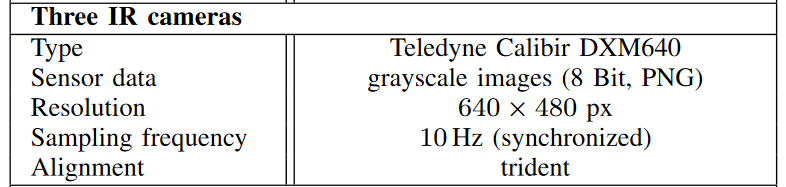 Three IR cameras
Type Teledyne Calibir DXM640
Sensor data grayscale images (8 Bit, PNG)
Resolution 640 × 480 px
Sampling frequency 10 Hz (synchronized)
Alignment trident